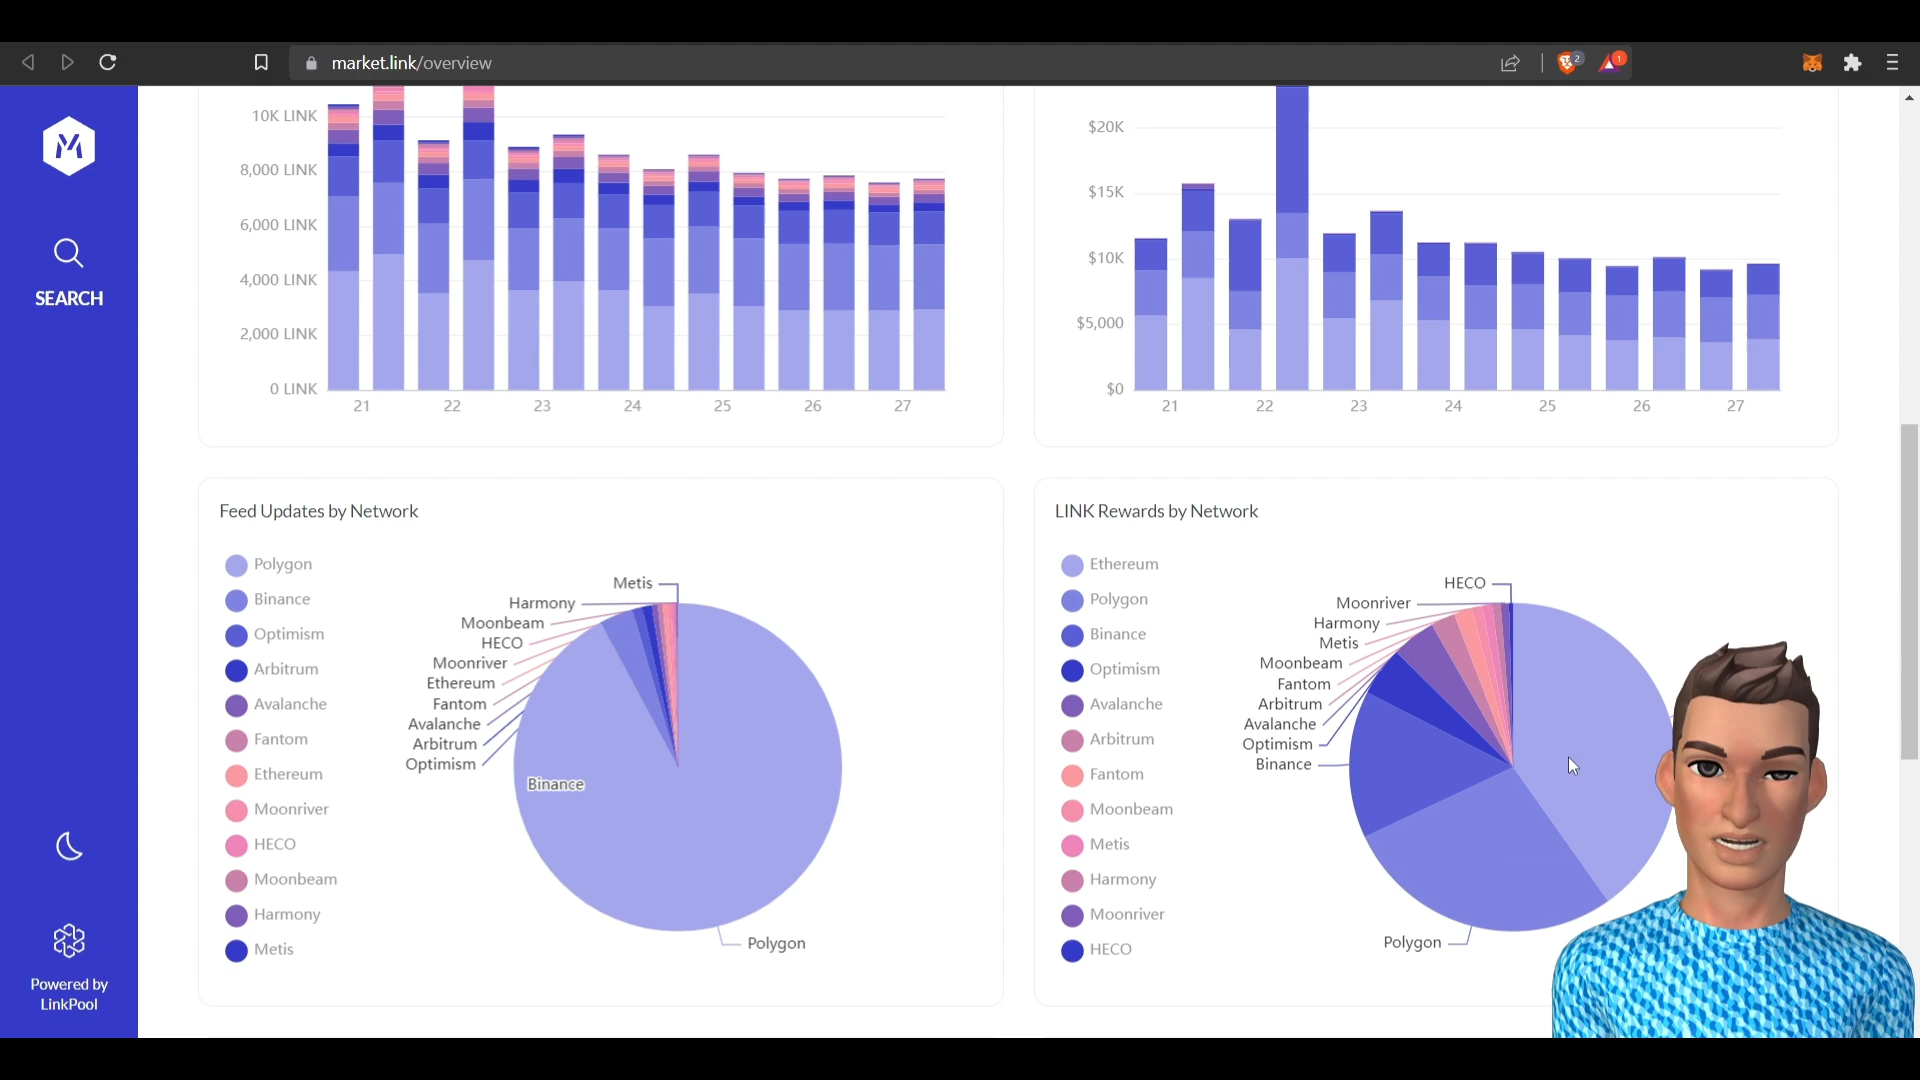 market.link/overview
2
1
SEARCH
Powered by
LinkPool
10K LINK
8,000 LINK
6,000 LINK
4,000 LINK
2,000 LINK
0 LINK
21 22 23 24 25 26 27
$20K
$15K
$10K
$5,000
$0
21 22 23 24 25 26 27
Feed Updates by Network
Polygon
Binance
Optimism
Arbitrum
Avalanche
Fantom
Ethereum
Moonriver
HECO
Moonbeam
Harmony
Metis
Metis
Harmony
Moonbeam
HECO
Moonriver
Ethereum
Fantom
Avalanche
Arbitrum
Optimism
Binance
Polygon
LINK Rewards by Network
Ethereum
Polygon
Binance
Optimism
Avalanche
Arbitrum
Fantom
Moonbeam
Metis
Harmony
Moonriver
HECO
HECO
Moonriver
Harmony
Metis
Moonbeam
Fantom
Arbitrum
Avalanche
Optimism
Binance
Polygon